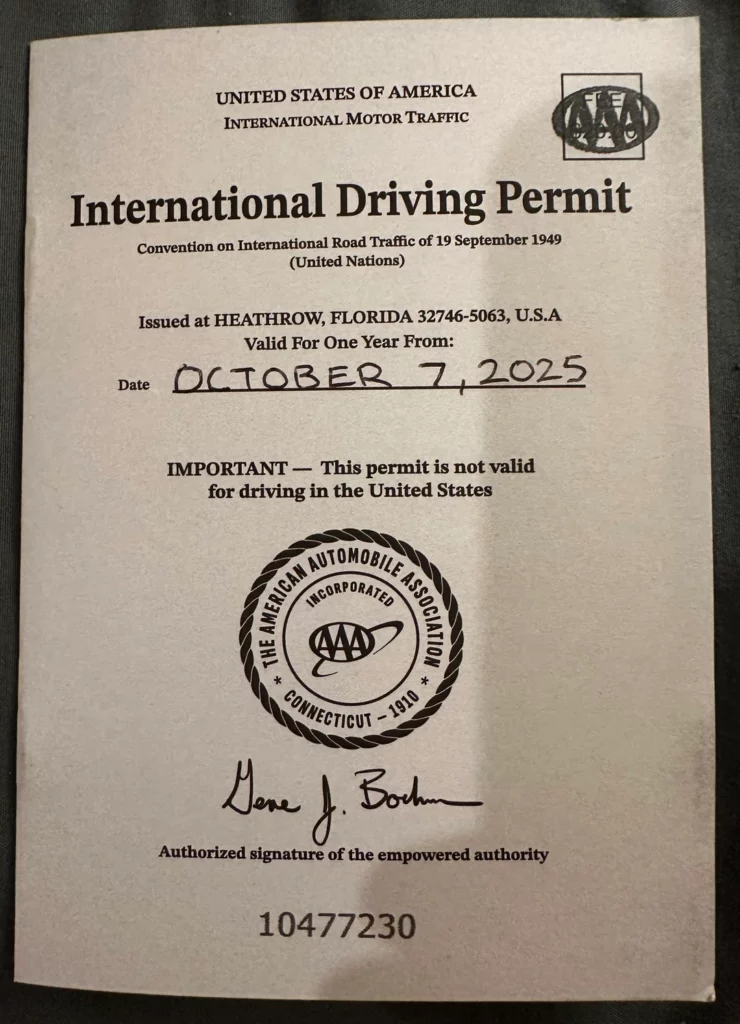 UNITED STATES OF AMERICA
INTERNATIONAL MOTOR TRAFFIC
FEE
AAA
International Driving Permit
Convention on International Road Traffic of 19 September 1949
(United Nations)
Issued at HEATHROW, FLORIDA 32746-5063, U.S.A
Valid For One Year From:
Date OCTOBER 7, 2025
IMPORTANT — This permit is not valid
for driving in the United States
THE AMERICAN AUTOMOBILE ASSOCIATION
INCORPORATED
AAA
* CONNECTICUT – 1910 *
Gene J. Boehm
Authorized signature of the empowered authority
10477230